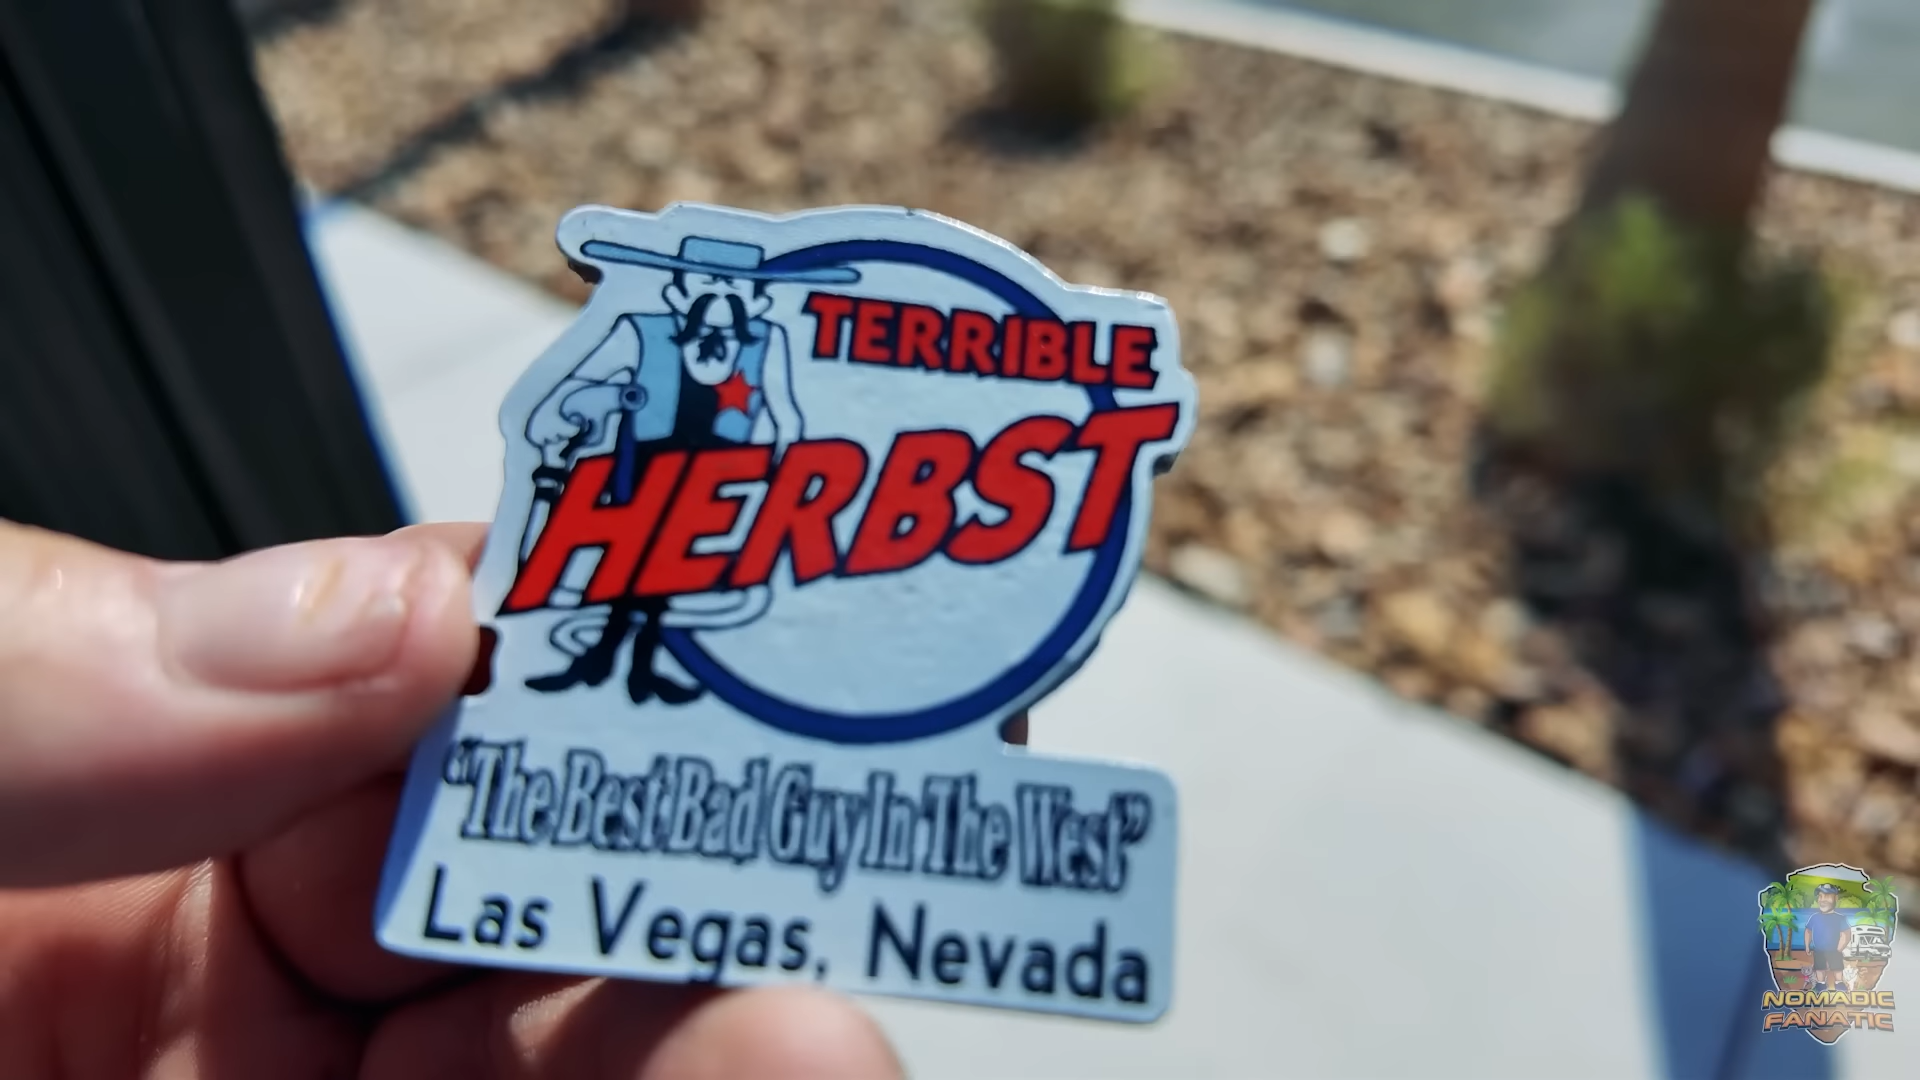 TERRIBLE
HERBST
“The Best Bad Guy In The West”
Las Vegas, Nevada
NOMADIC
FANATIC